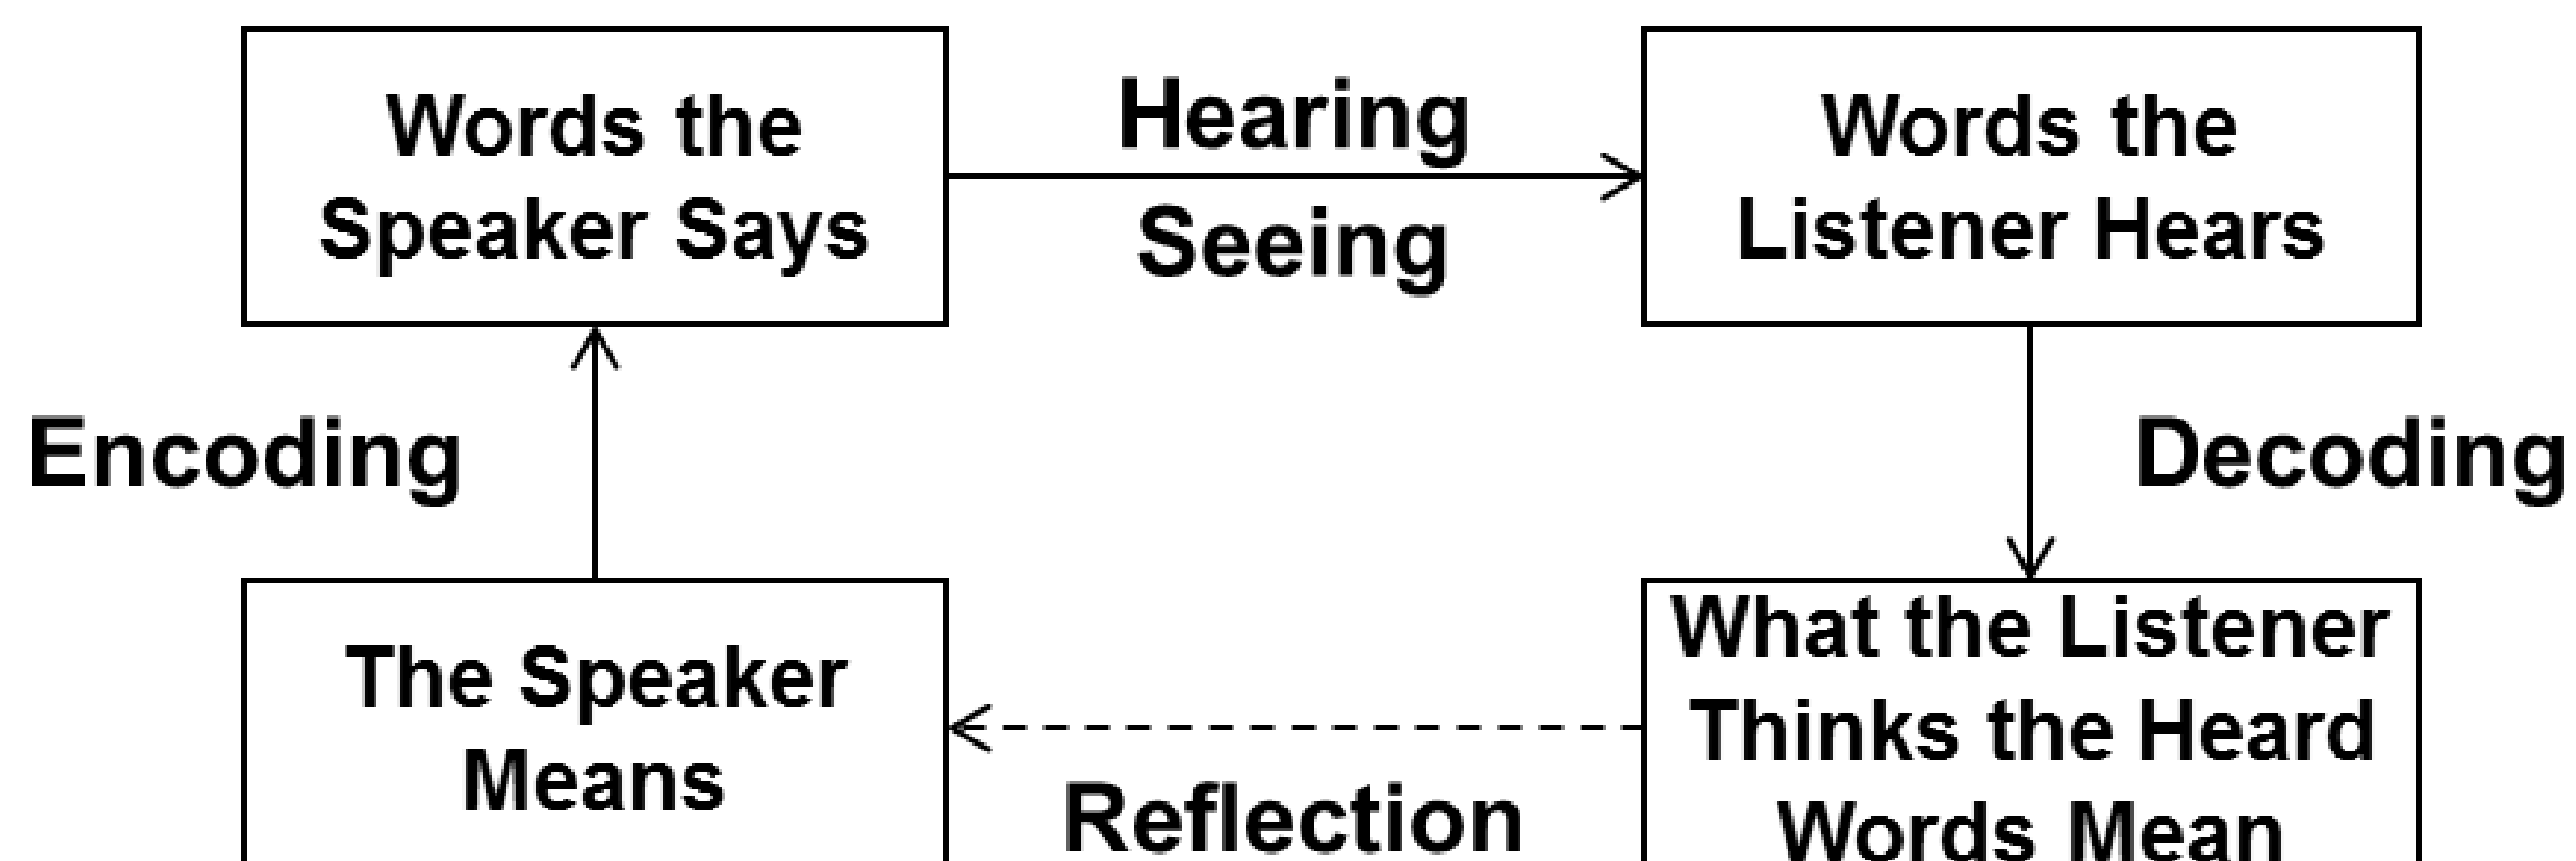 Words the
Speaker Says
Hearing
Seeing
Words the
Listener Hears
Encoding
Decoding
The Speaker
Means
Reflection
What the Listener
Thinks the Heard
Words Mean